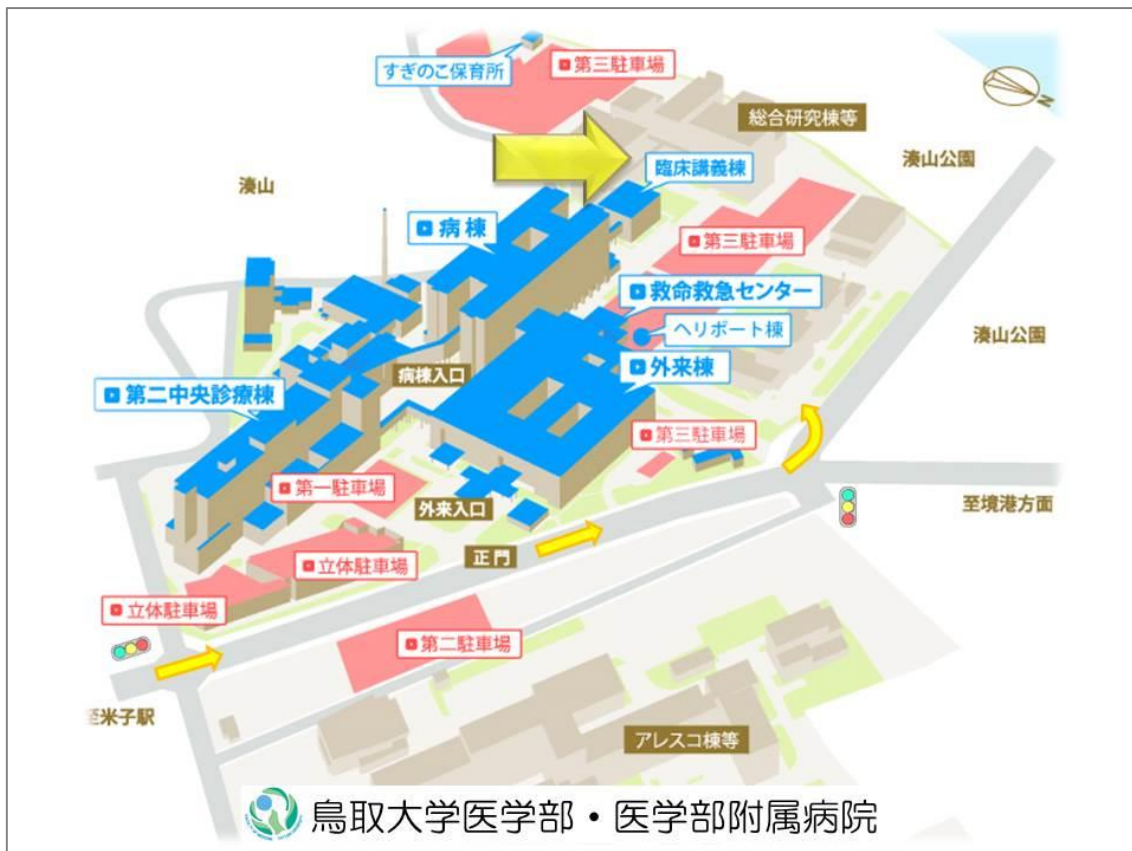 すぎのこ保育所
第三駐車場
総合研究棟等
N
湊山公園
臨床講義棟
湊山
病棟
第三駐車場
救命救急センター
ヘリポート棟
湊山公園
外来棟
病棟入口
第二中央診療棟
第三駐車場
第一駐車場
外来入口
至境港方面
正門
立体駐車場
立体駐車場
第二駐車場
至米子駅
アレスコ棟等
鳥取大学医学部・医学部附属病院